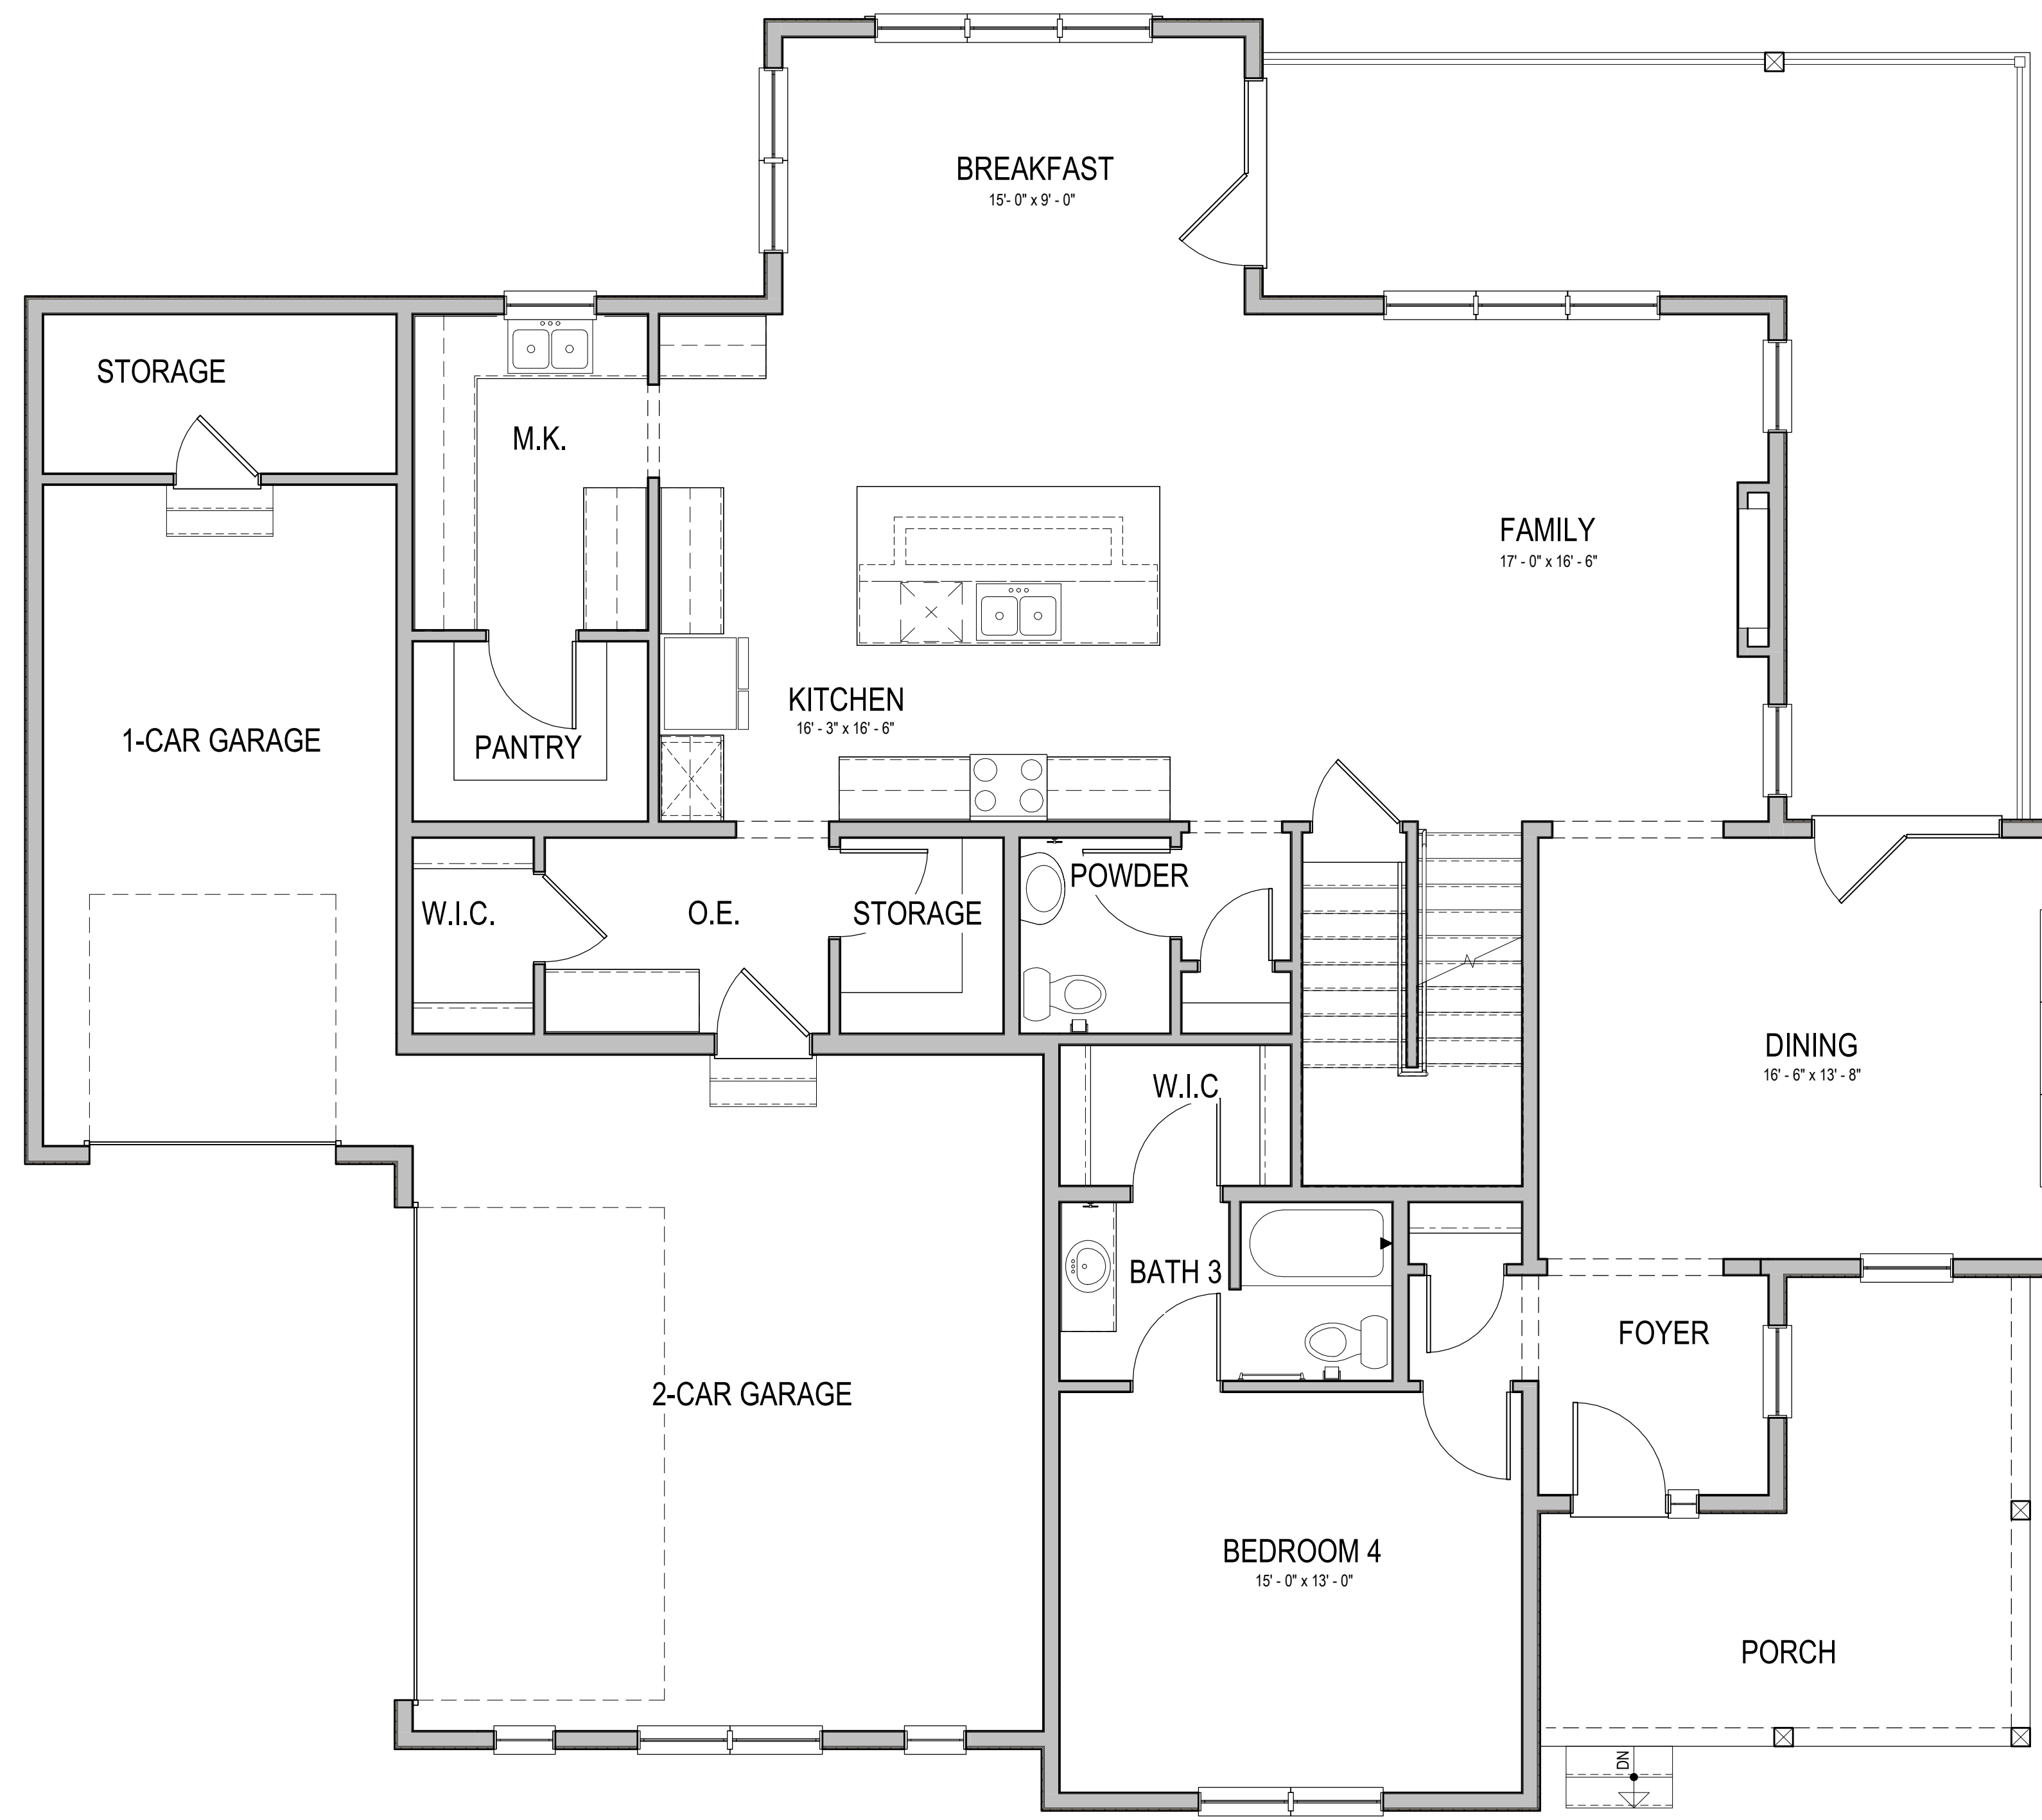 BREAKFAST
15'- 0" x 9' - 0"
STORAGE
M.K.
FAMILY
17' - 0" x 16' - 6"
KITCHEN
16' - 3" x 16' - 6"
1-CAR GARAGE
PANTRY
POWDER
W.I.C.
O.E.
STORAGE
DINING
16' - 6" x 13' - 8"
W.I.C
BATH 3
FOYER
2-CAR GARAGE
BEDROOM 4
15' - 0" x 13' - 0"
PORCH
DN